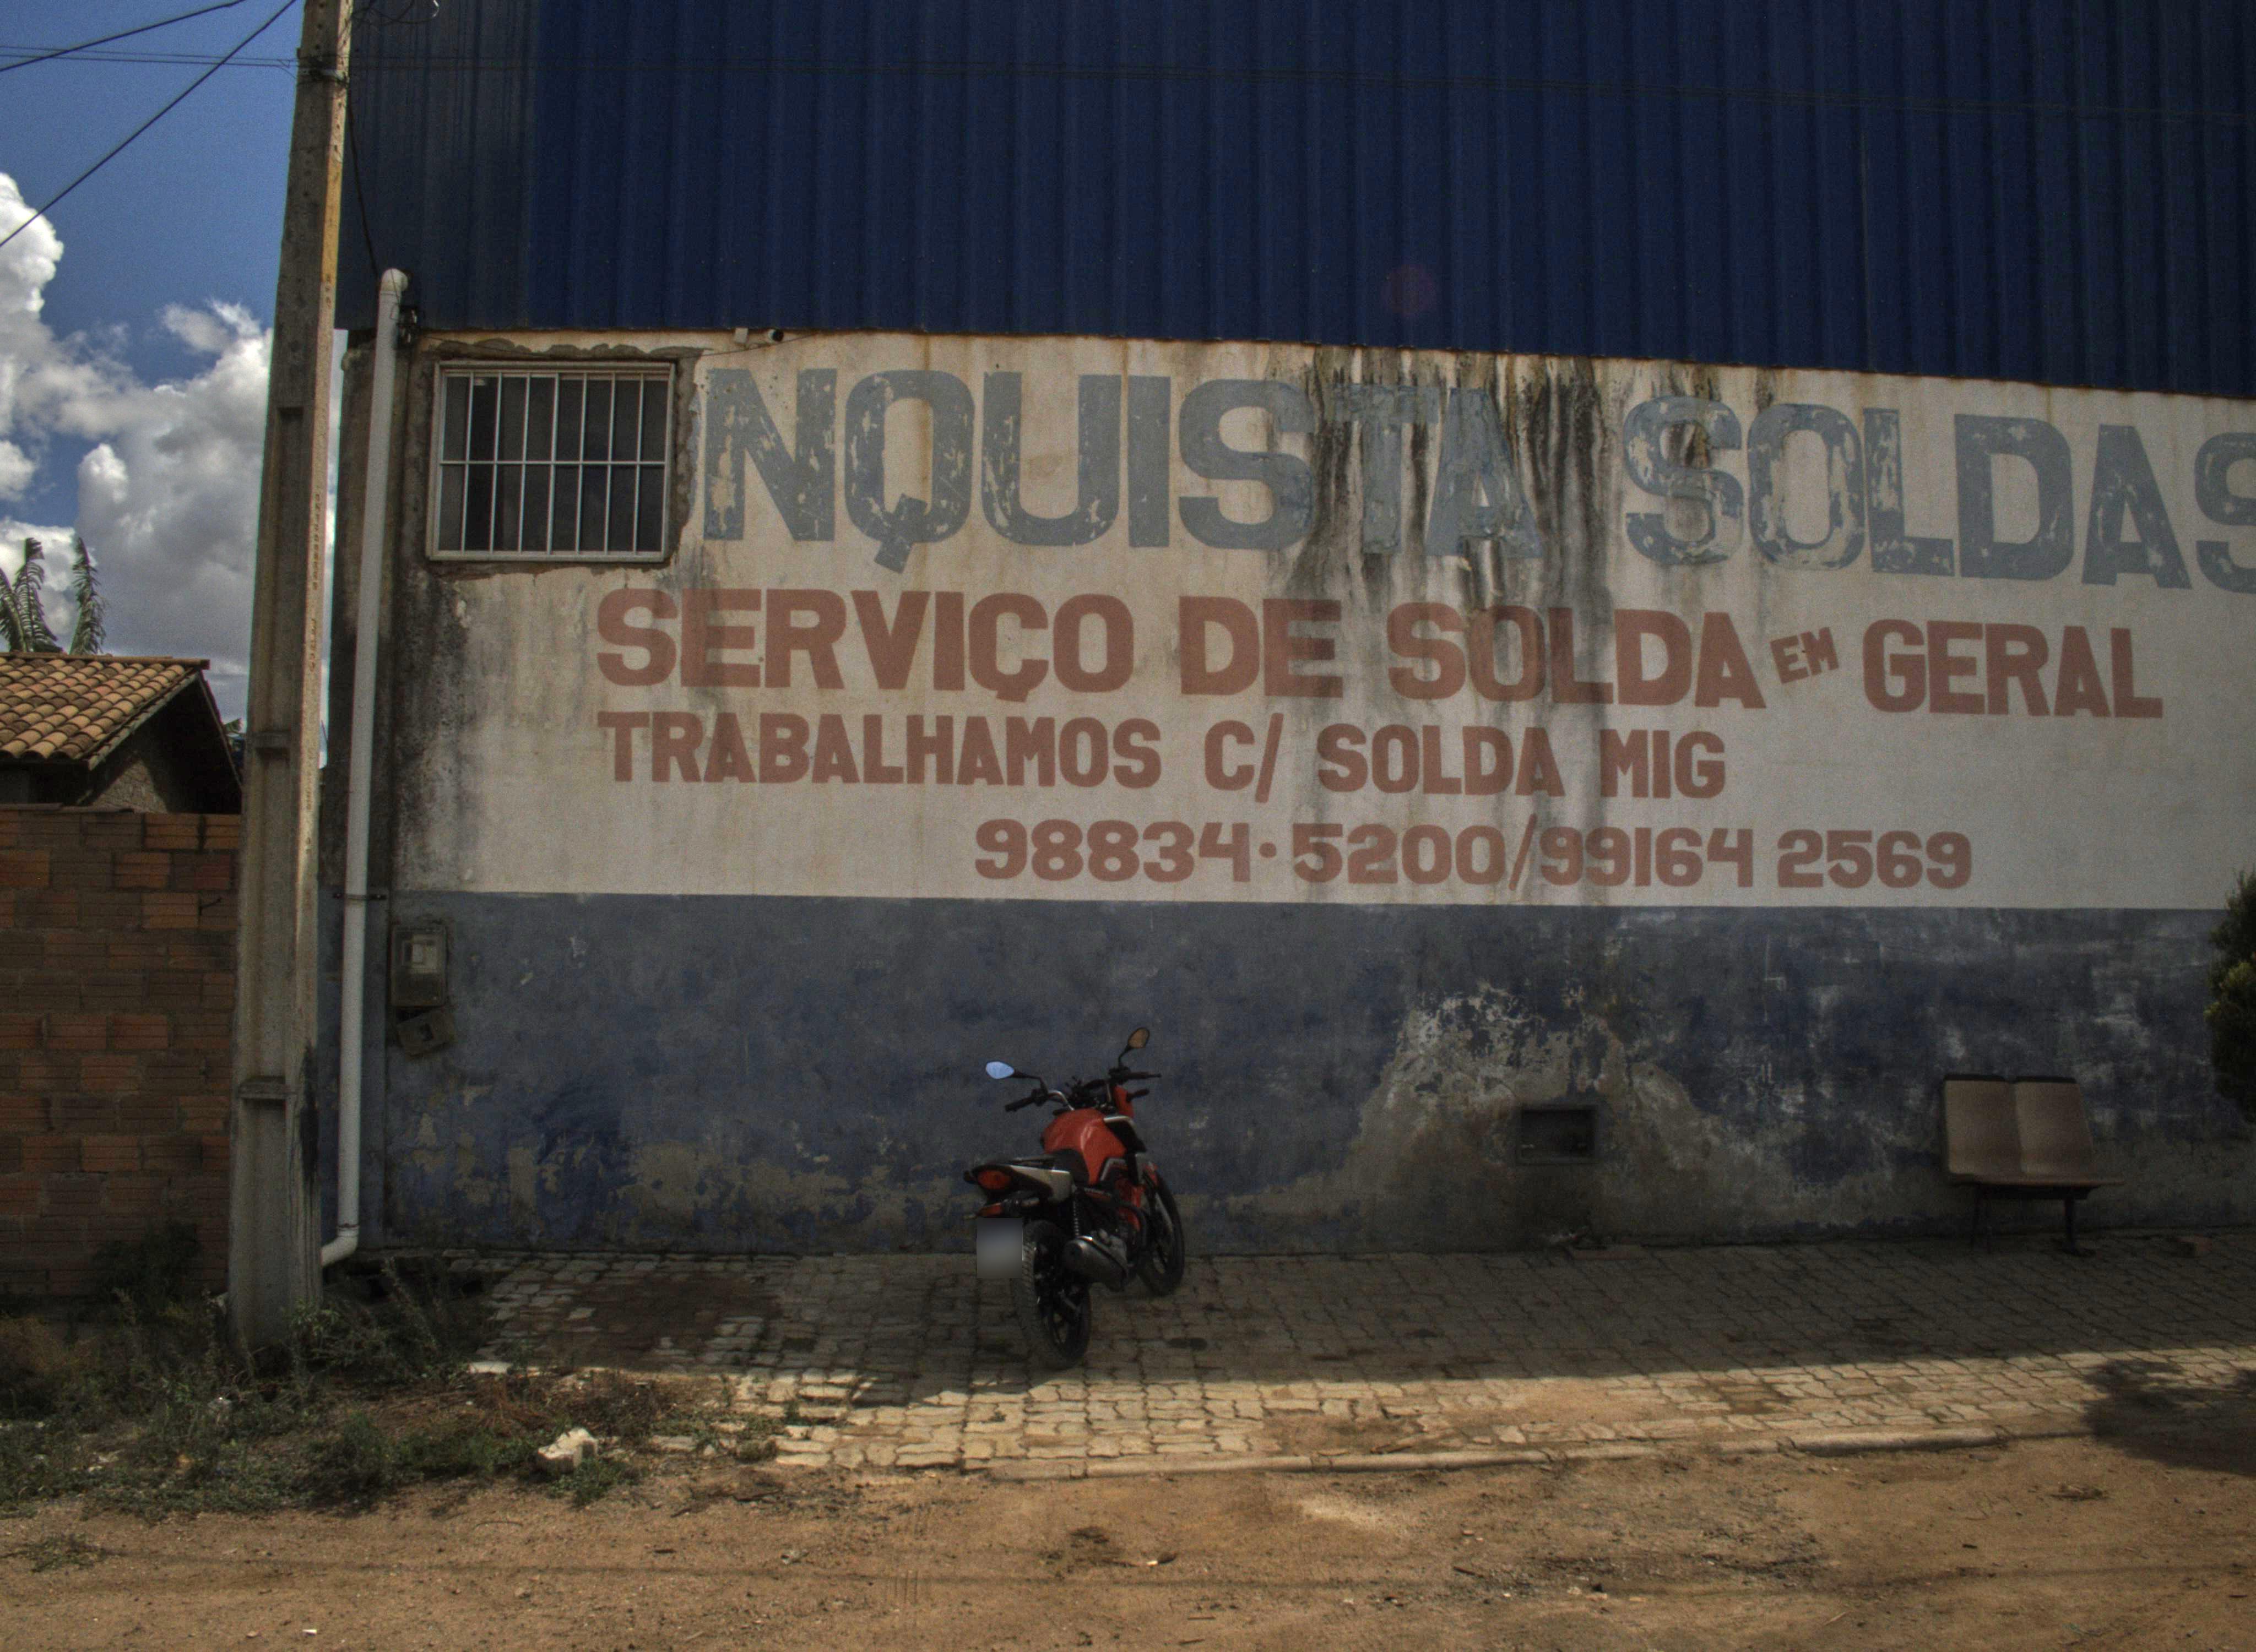 NQUISTA SOLDAS
SERVIÇO DE SOLDA EM GERAL
TRABALHAMOS C/ SOLDA MIG
98834·5200/99164 2569